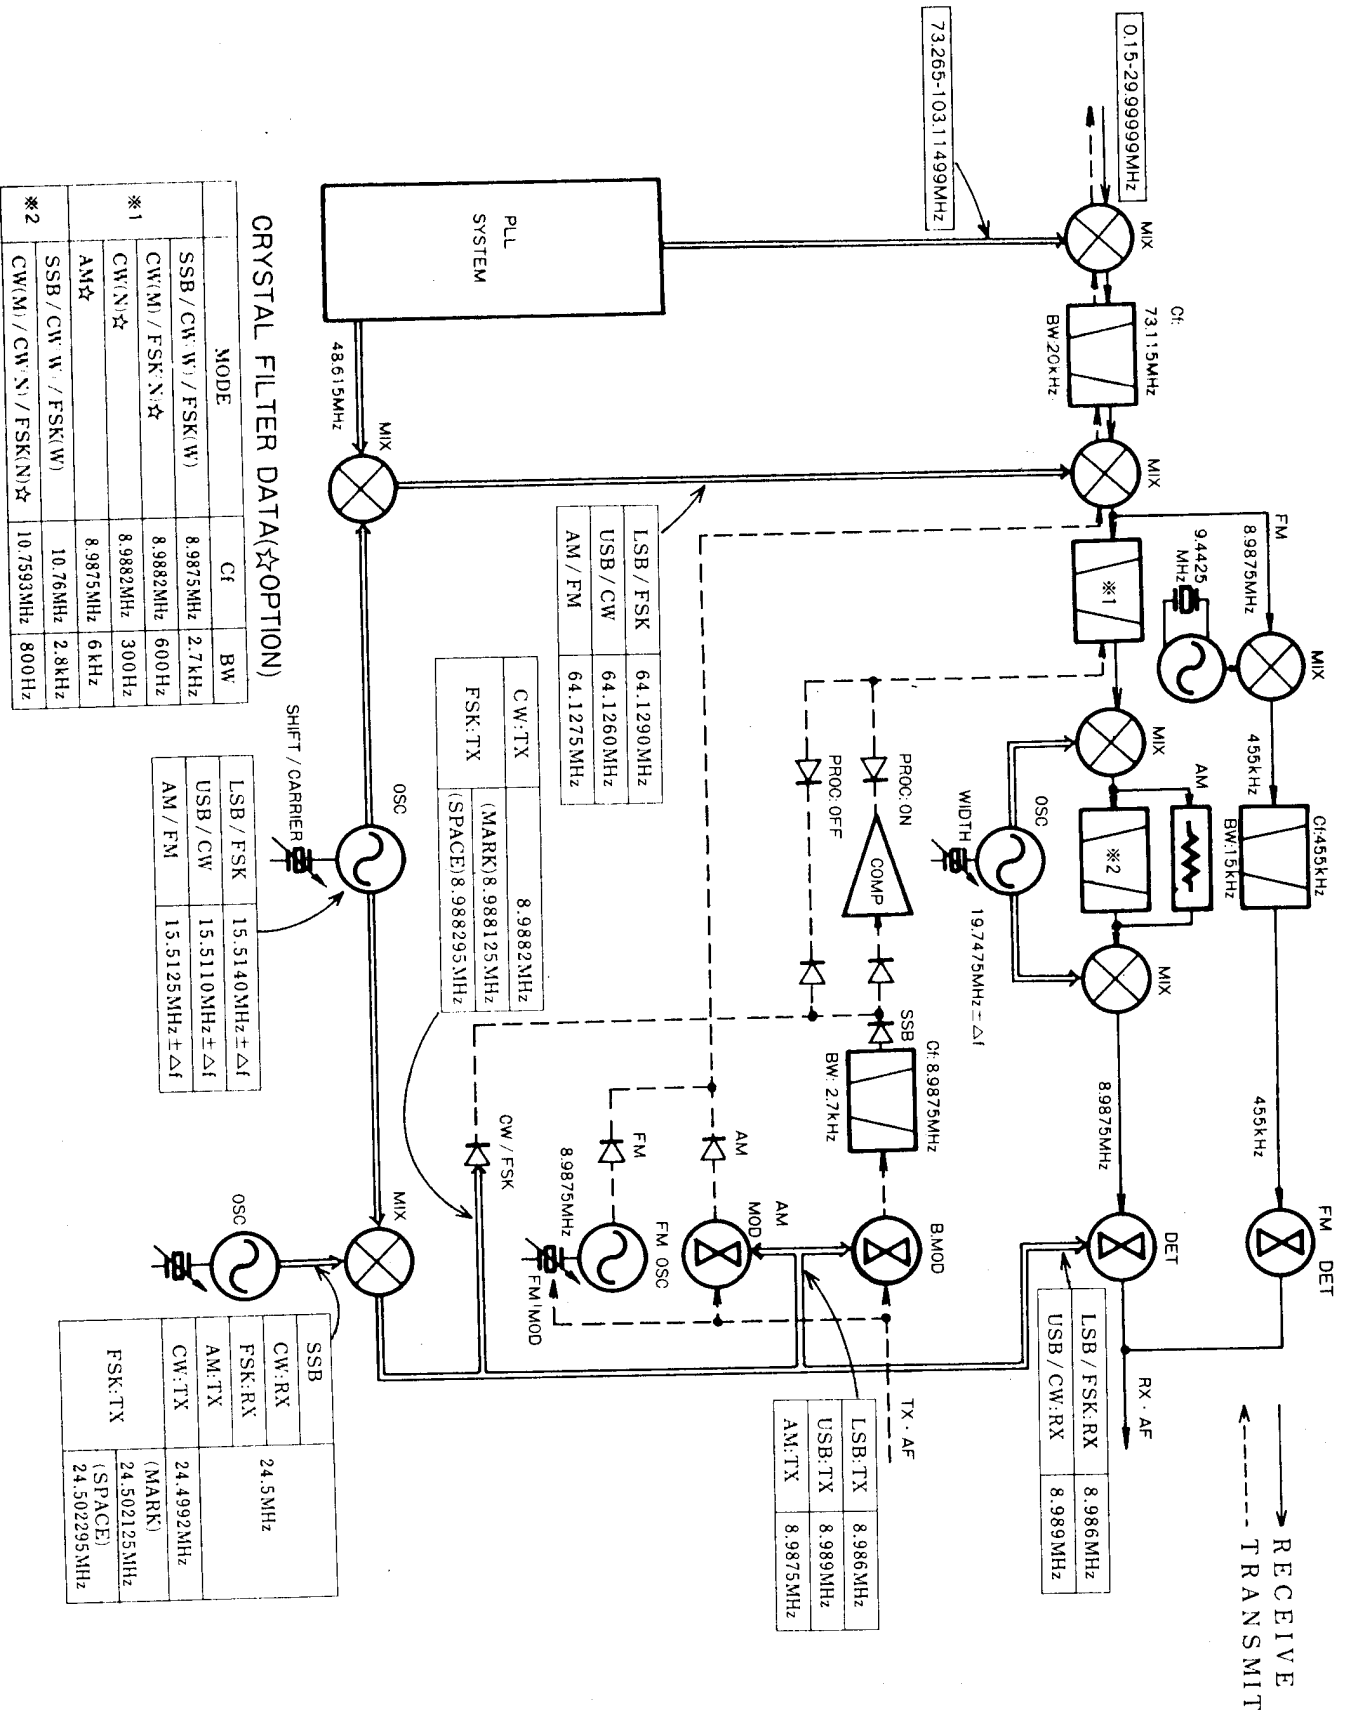 RECEIVE
TRANSMIT
0.15-29.99999MHz
73.265-103.11499MHz
MIX
Cf:
73.115MHz
BW:20kHz
MIX
FM
8.9875MHz
9.4425
MHz
MIX
455kHz
Cf:455kHz
BW:15kHz
455kHz
FM
DET
※1
MIX
AM
※2
MIX
8.9875MHz
DET
RX・AF
OSC
WIDTH
19.7475MHz±△f
LSB/FSK:RX 8.986MHz
USB/CW:RX 8.989MHz
PROC:ON
PROC:OFF
COMP
SSB
Cf:8.9875MHz
BW:2.7kHz
B.MOD
TX・AF
LSB:TX 8.986MHz
USB:TX 8.989MHz
AM:TX 8.9875MHz
AM
AM
MOD
FM
FM OSC
8.9875MHz
FM'MOD
CW/FSK
LSB/FSK 64.1290MHz
USB/CW 64.1260MHz
AM/FM 64.1275MHz
CW:TX 8.9882MHz
FSK:TX (MARK)8.988125MHz
(SPACE)8.988295MHz
PLL
SYSTEM
48.615MHz
MIX
OSC
SHIFT/CARRIER
MIX
OSC
LSB/FSK 15.5140MHz±△f
USB/CW 15.5110MHz±△f
AM/FM 15.5125MHz±△f
SSB
CW:RX
FSK:RX
AM:TX
24.5MHz
CW:TX 24.4992MHz
FSK:TX (MARK)
24.502125MHz
(SPACE)
24.502295MHz
CRYSTAL FILTER DATA(☆OPTION)
MODE Cf BW
※1 SSB/CW(W)/FSK(W) 8.9875MHz 2.7kHz
CW(M)/FSK(N)☆ 8.9882MHz 600Hz
CW(N)☆ 8.9882MHz 300Hz
AM☆ 8.9875MHz 6kHz
※2 SSB/CW(W)/FSK(W) 10.76MHz 2.8kHz
CW(M)/CW(N)/FSK(N)☆ 10.7593MHz 800Hz